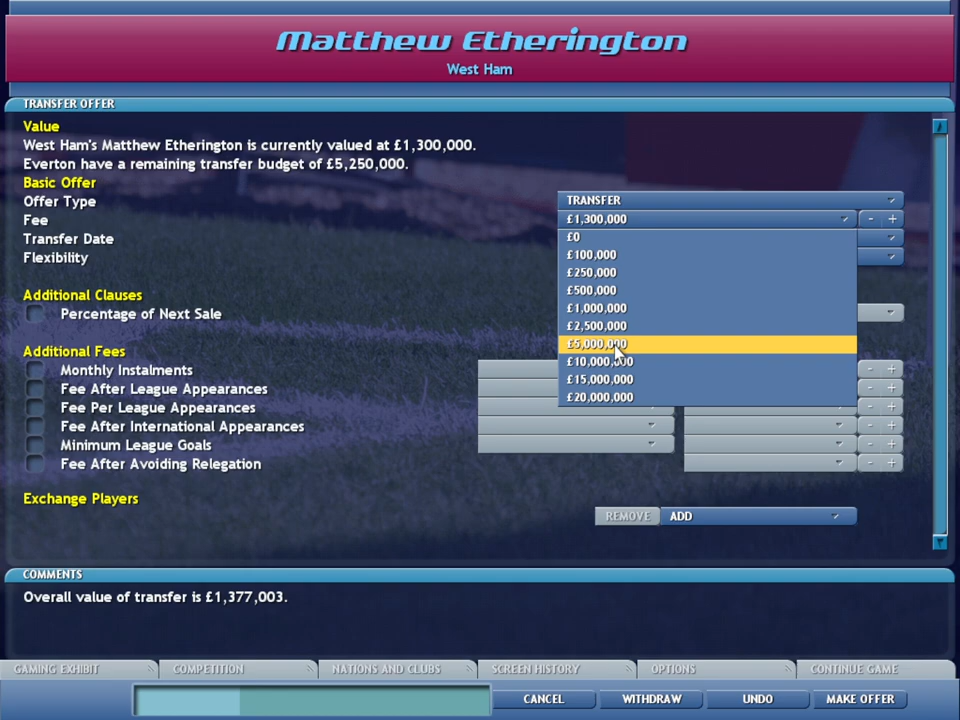 Matthew Etherington
West Ham
TRANSFER OFFER
Value
West Ham's Matthew Etherington is currently valued at £1,300,000.
Everton have a remaining transfer budget of £5,250,000.
Basic Offer
Offer Type
TRANSFER
Fee
£1,300,000
- +
Transfer Date
£0
£100,000
Flexibility
£250,000
£500,000
Additional Clauses
£1,000,000
Percentage of Next Sale
£2,500,000
£5,000,000
Additional Fees
£10,000,000
Monthly Instalments
- +
£15,000,000
Fee After League Appearances
- +
£20,000,000
Fee Per League Appearances
- +
Fee After International Appearances
- +
Minimum League Goals
- +
Fee After Avoiding Relegation
- +
Exchange Players
REMOVE ADD
COMMENTS
Overall value of transfer is £1,377,003.
GAMING EXHIBIT COMPETITION NATIONS AND CLUBS SCREEN HISTORY OPTIONS CONTINUE GAME
CANCEL WITHDRAW UNDO MAKE OFFER